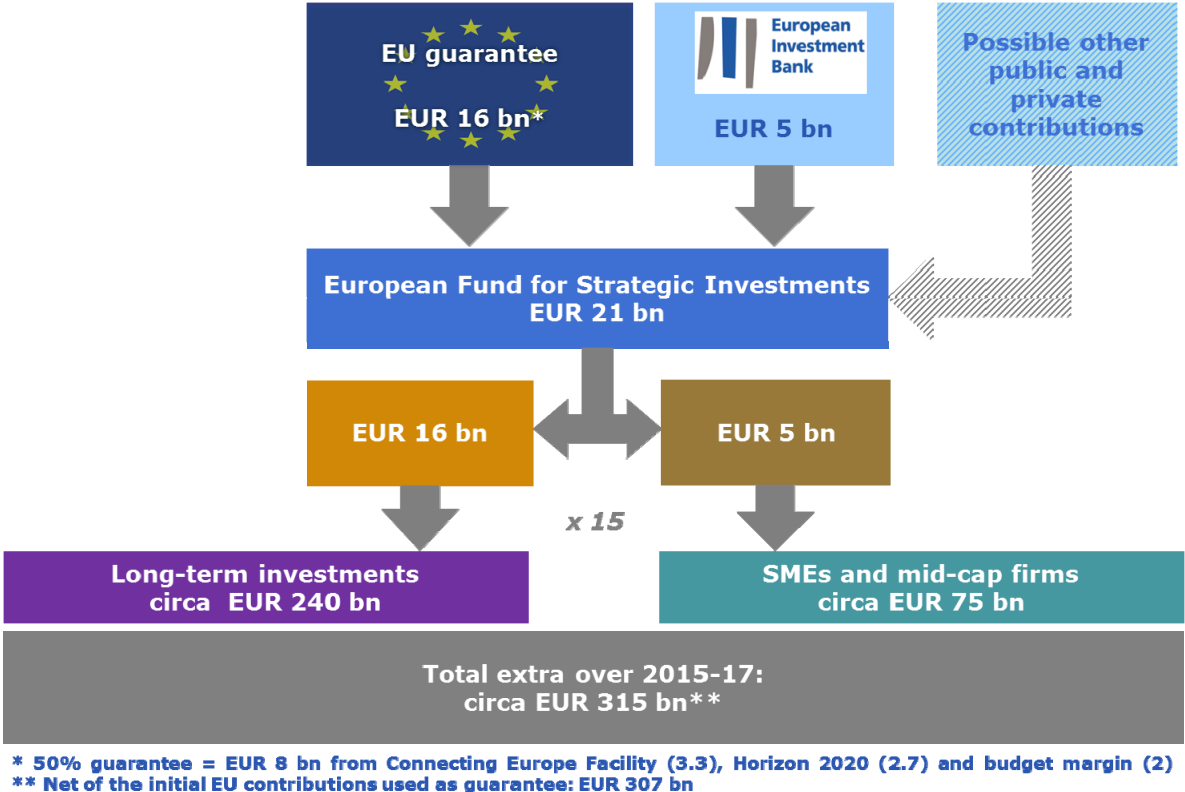 EU guarantee
EUR 16 bn*
European
Investment
Bank
EUR 5 bn
Possible other
public and
private
contributions
European Fund for Strategic Investments
EUR 21 bn
EUR 16 bn
EUR 5 bn
x 15
Long-term investments
circa EUR 240 bn
SMEs and mid-cap firms
circa EUR 75 bn
Total extra over 2015-17:
circa EUR 315 bn**
* 50% guarantee = EUR 8 bn from Connecting Europe Facility (3.3), Horizon 2020 (2.7) and budget margin (2)
** Net of the initial EU contributions used as guarantee: EUR 307 bn